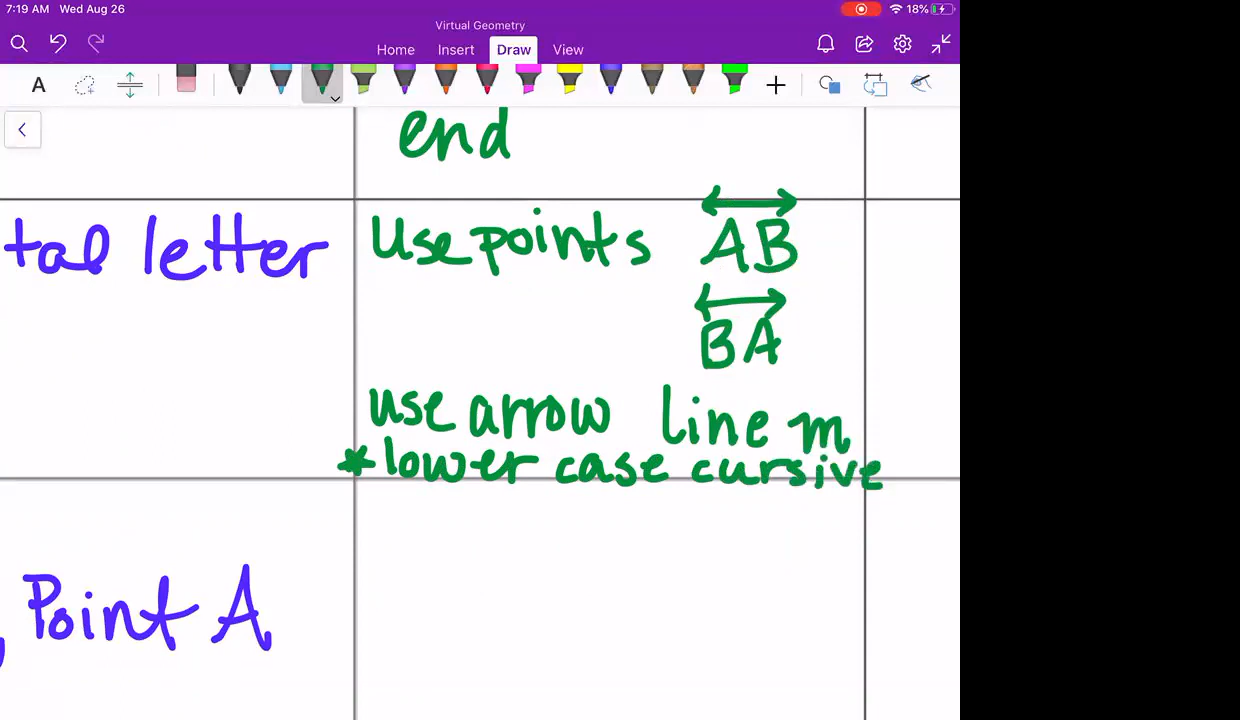 7:19 AM Wed Aug 26
18%
Virtual Geometry
Home Insert Draw View
A
end
tal letter
Use points AB
BA
use arrow line m
*lower case cursive
, Point A